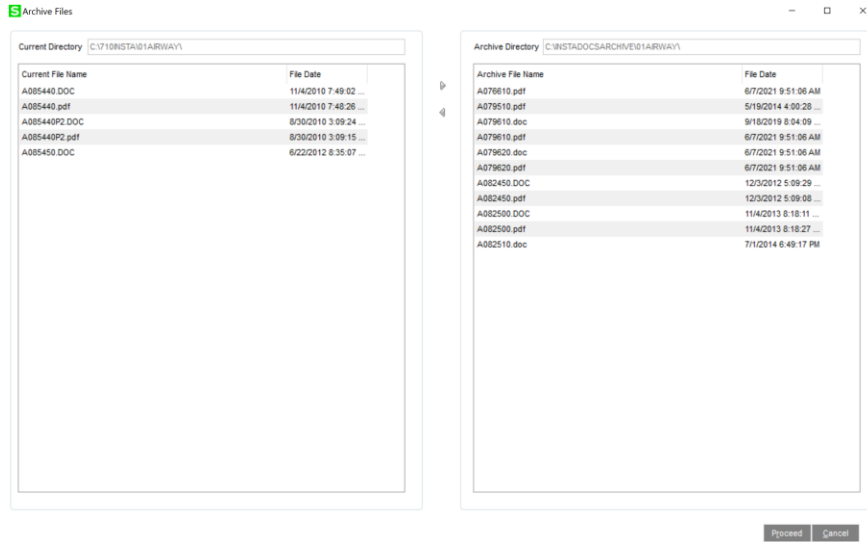 S Archive Files
Current Directory C:\710INSTA\01AIRWAY\
Current File Name File Date
A085440.DOC 11/4/2010 7:49:02 ...
A085440.pdf 11/4/2010 7:48:26 ...
A085440P2.DOC 8/30/2010 3:09:24 ...
A085440P2.pdf 8/30/2010 3:09:15 ...
A085450.DOC 6/22/2012 8:35:07 ...
Archive Directory C:\INSTADOCSARCHIVE\01AIRWAY\
Archive File Name File Date
A076610.pdf 6/7/2021 9:51:06 AM
A079510.pdf 5/19/2014 4:00:28 ...
A079610.doc 9/18/2019 8:04:09 ...
A079610.pdf 6/7/2021 9:51:06 AM
A079620.doc 6/7/2021 9:51:06 AM
A079620.pdf 6/7/2021 9:51:06 AM
A082450.DOC 12/3/2012 5:09:29 ...
A082450.pdf 12/3/2012 5:09:08 ...
A082500.DOC 11/4/2013 8:18:11 ...
A082500.pdf 11/4/2013 8:18:27 ...
A082510.doc 7/1/2014 6:49:17 PM
Proceed Cancel